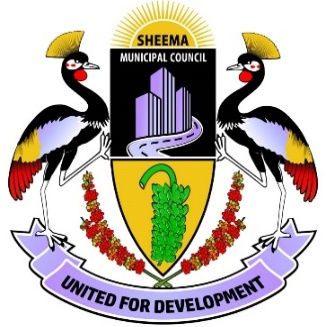 SHEEMA
MUNICIPAL COUNCIL
UNITED FOR DEVELOPMENT